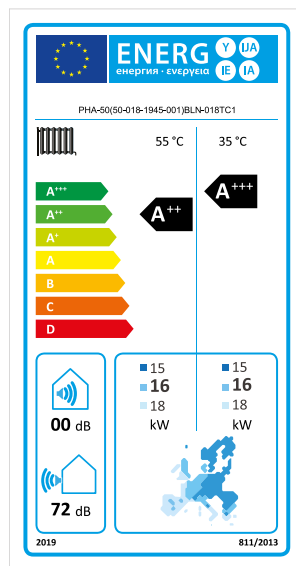 ENERG Y IJA
енергия · ενεργεια IE IA
PHA-50(50-018-1945-001)BLN-018TC1
55 °C 35 °C
A+++
A++
A+
A
B
C
D
A++
A+++
00 dB
72 dB
15
16
18
kW
15
16
18
kW
2019 811/2013